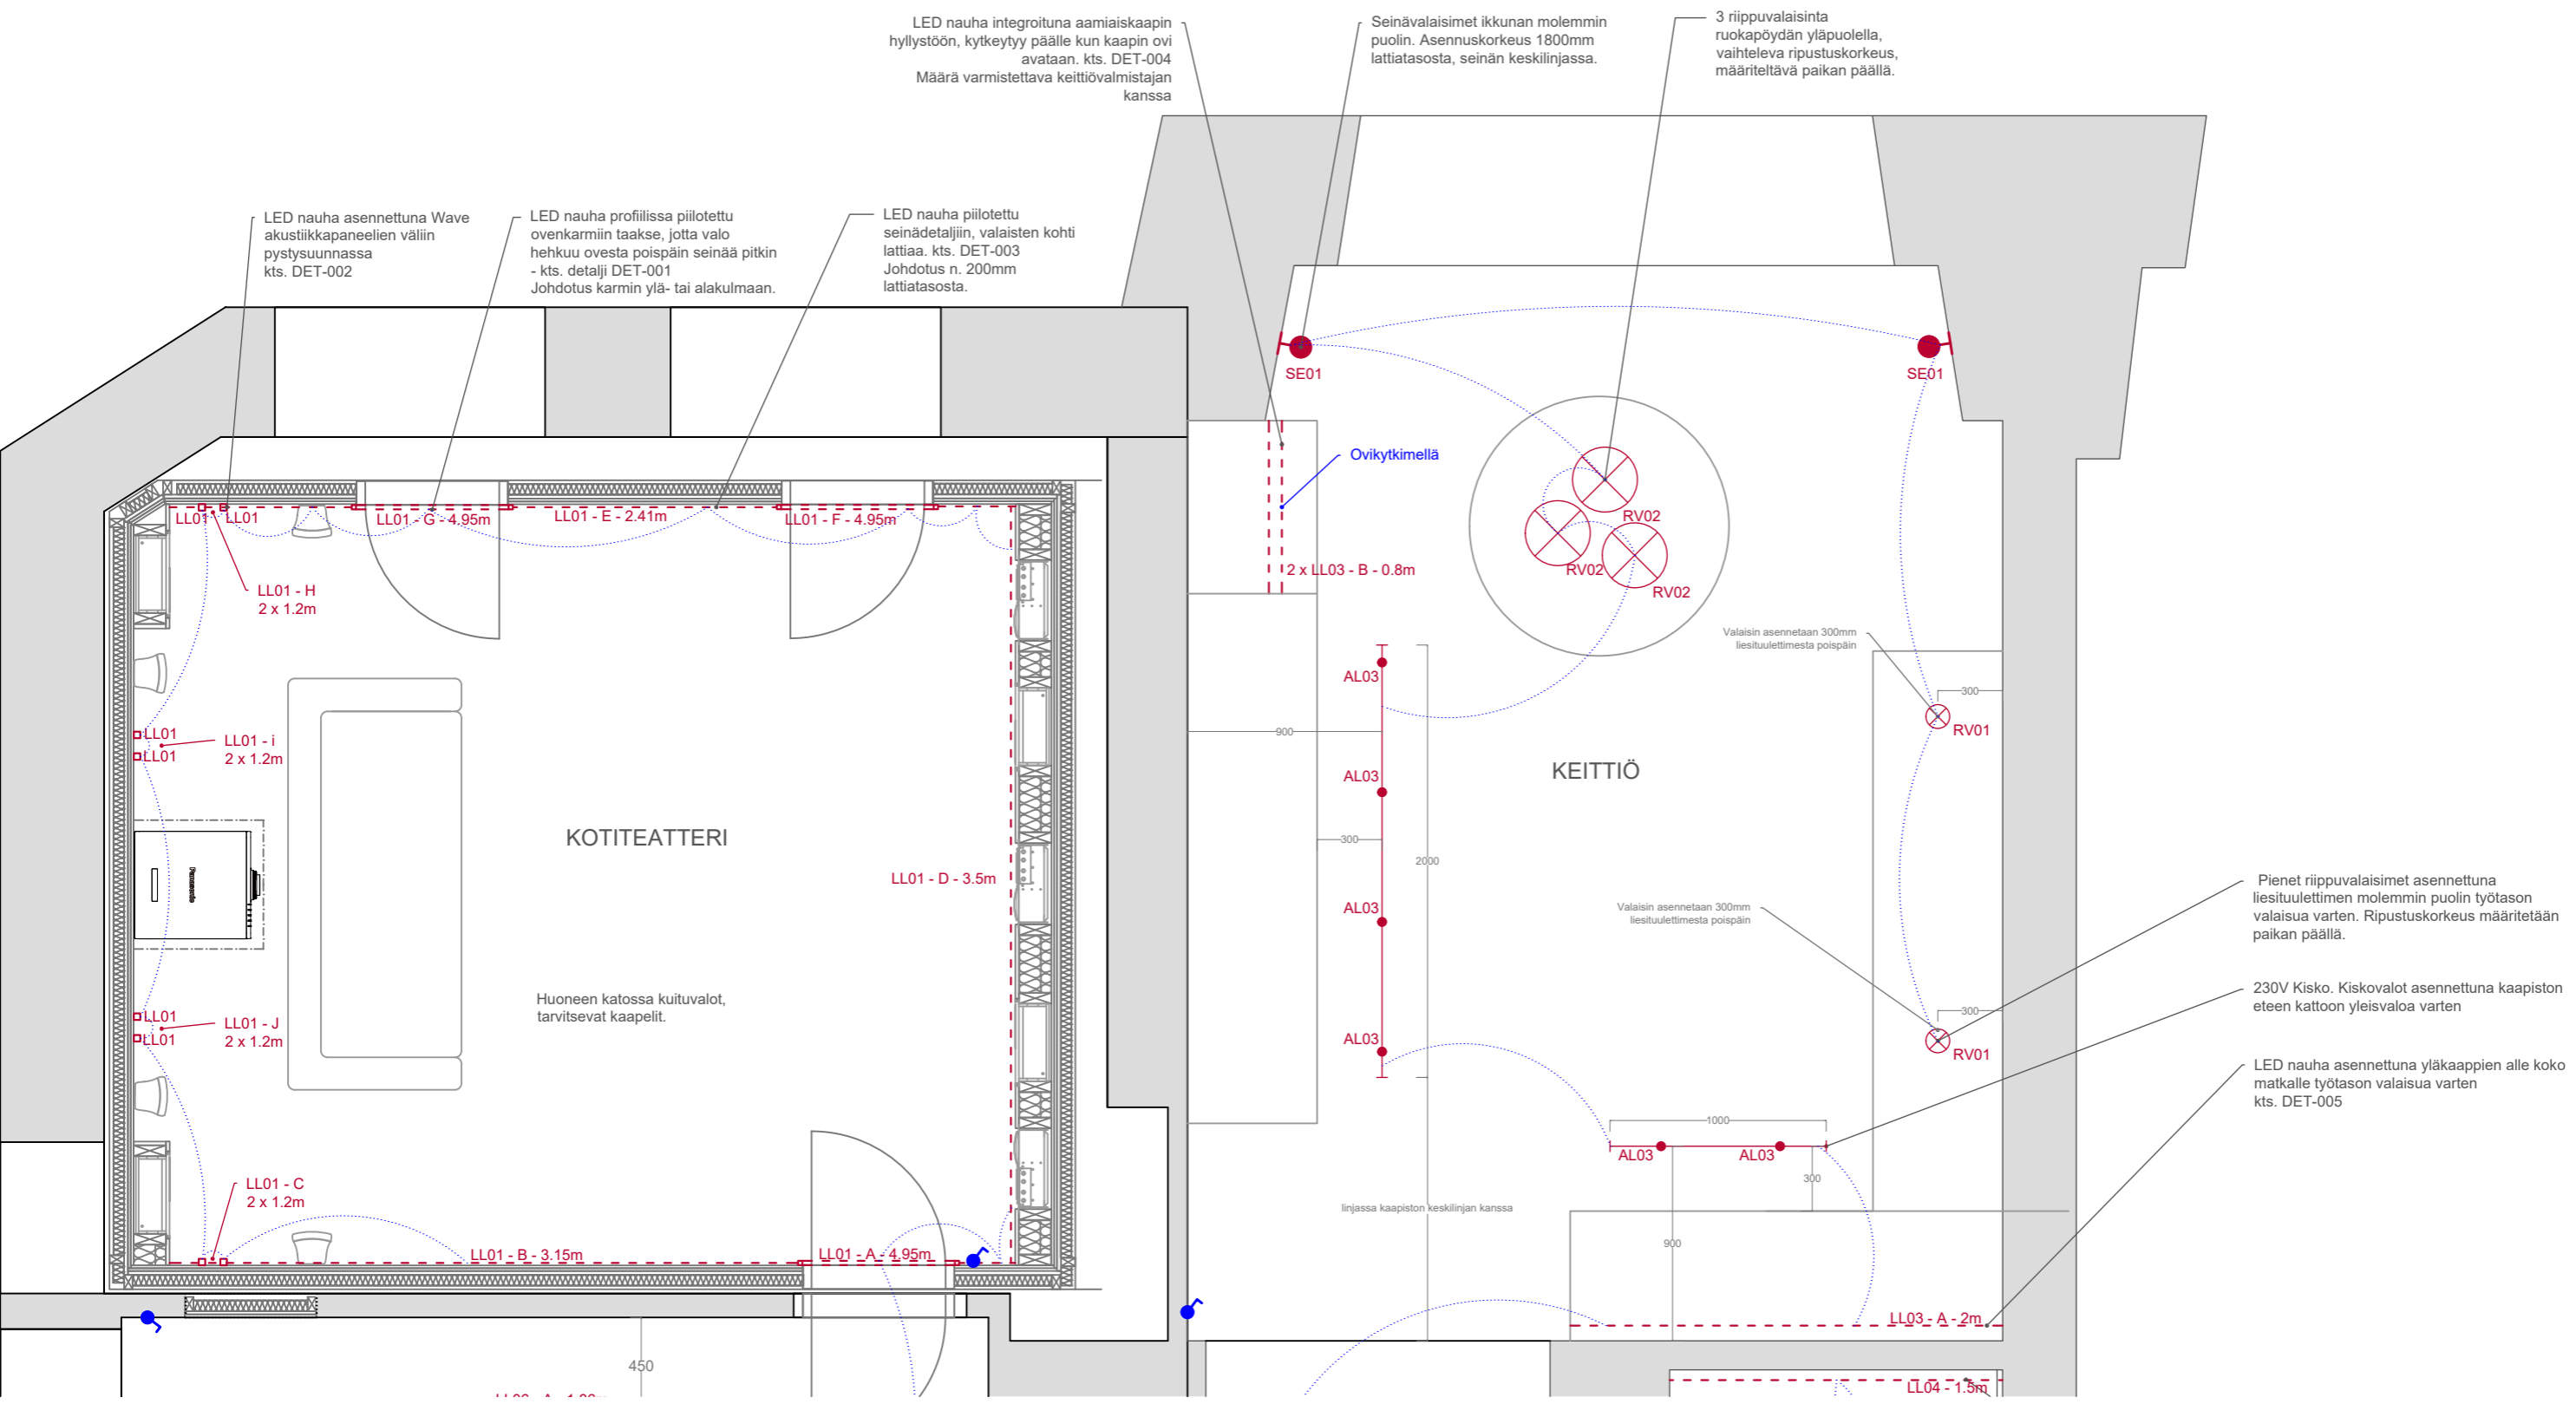 LED nauha integroituna aamiaiskaapin
hyllystöön, kytkeytyy päälle kun kaapin ovi
avataan. kts. DET-004
Määrä varmistettava keittiövalmistajan
kanssa
Seinävalaisimet ikkunan molemmin
puolin. Asennuskorkeus 1800mm
lattiatasosta, seinän keskilinjassa.
3 riippuvalaisinta
ruokapöydän yläpuolella,
vaihteleva ripustuskorkeus,
määriteltävä paikan päällä.
LED nauha asennettuna Wave
akustiikkapaneelien väliin
pystysuunnassa
kts. DET-002
LED nauha profiilissa piilotettu
ovenkarmiin taakse, jotta valo
hehkuu ovesta poispäin seinää pitkin
- kts. detalji DET-001
Johdotus karmin ylä- tai alakulmaan.
LED nauha piilotettu
seinädetaljiin, valaisten kohti
lattiaa. kts. DET-003
Johdotus n. 200mm
lattiatasosta.
SE01
SE01
Ovikytkimellä
LL01
LL01
LL01 - G - 4.95m
LL01 - E - 2.41m
LL01 - F - 4.95m
RV02
RV02
RV02
2 x LL03 - B - 0.8m
LL01 - H
2 x 1.2m
Valaisin asennetaan 300mm
liesituulettimesta poispäin
AL03
300
RV01
LL01
LL01
LL01 - i
2 x 1.2m
900
AL03
KEITTIÖ
KOTITEATTERI
Panasonic
300
2000
LL01 - D - 3.5m
AL03
Valaisin asennetaan 300mm
liesituulettimesta poispäin
Pienet riippuvalaisimet asennettuna
liesituulettimen molemmin puolin työtason
valaisua varten. Ripustuskorkeus määritetään
paikan päällä.
Huoneen katossa kuituvalot,
tarvitsevat kaapelit.
230V Kisko. Kiskovalot asennettuna kaapiston
eteen kattoon yleisvaloa varten
300
LL01
LL01
LL01 - J
2 x 1.2m
AL03
RV01
LED nauha asennettuna yläkaappien alle koko
matkalle työtason valaisua varten
kts. DET-005
1000
AL03
AL03
300
LL01 - C
2 x 1.2m
linjassa kaapiston keskilinjan kanssa
900
LL01 - B - 3.15m
LL01 - A - 4.95m
LL03 - A - 2m
450
LL04 - 1.5m